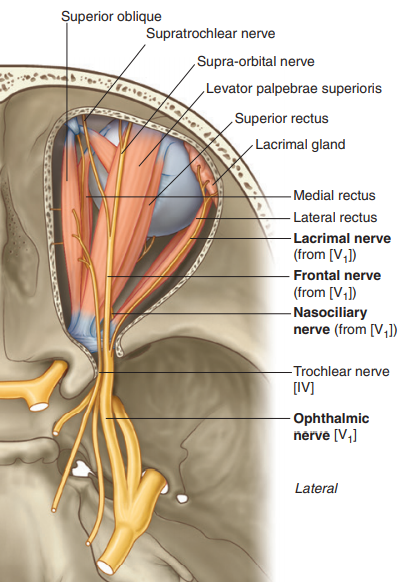 Superior oblique
Supratrochlear nerve
Supra-orbital nerve
Levator palpebrae superioris
Superior rectus
Lacrimal gland
Medial rectus
Lateral rectus
Lacrimal nerve
(from [V₁])
Frontal nerve
(from [V₁])
Nasociliary
nerve (from [V₁])
Trochlear nerve
[IV]
Ophthalmic
nerve [V₁]
Lateral